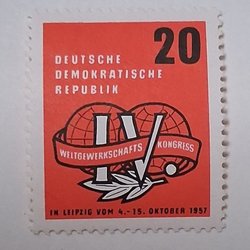 20
DEUTSCHE
DEMOKRATISCHE
REPUBLIK
IV.
WELTGEWERKSCHAFTS KONGRESS
IN LEIPZIG VOM 4.-15. OKTOBER 1957